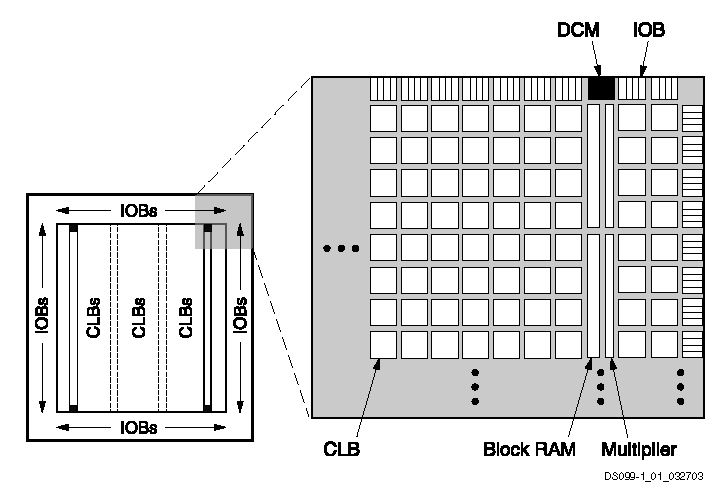 DCM
IOB
IOBs
IOBs
CLBs
CLBs
CLBs
IOBs
IOBs
CLB
Block RAM
Multiplier
DS099-1_01_032703